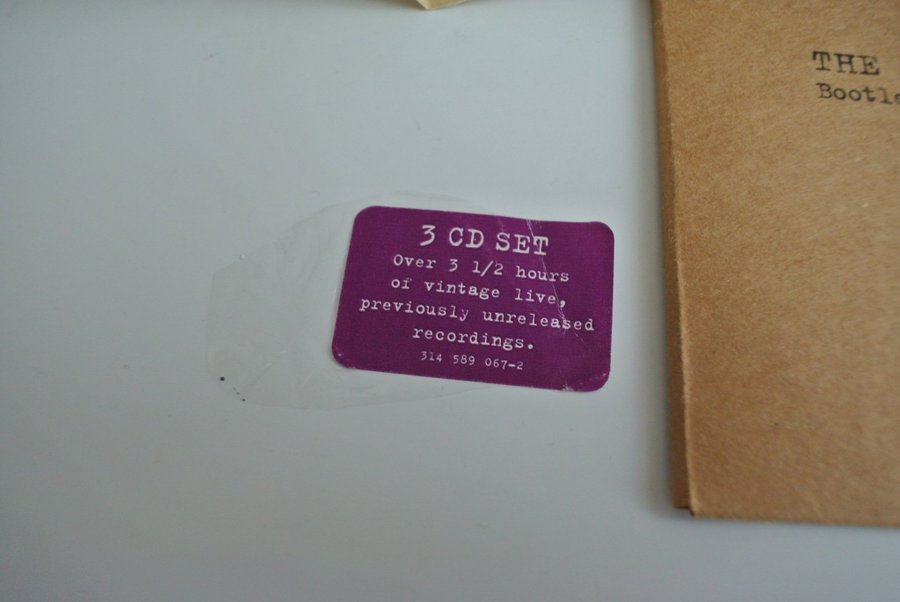 3 CD SET
Over 3 1/2 hours
of vintage live,
previously unreleased
recordings.
314 589 067-2
THE